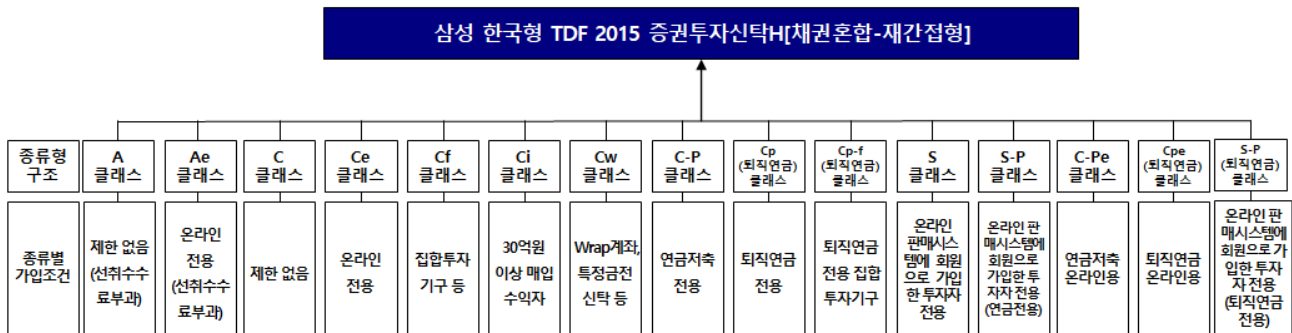 삼성 한국형 TDF 2015 증권투자신탁H[채권혼합-재간접형]
종류형
구조
A
클래스
Ae
클래스
C
클래스
Ce
클래스
Cf
클래스
Ci
클래스
Cw
클래스
C-P
클래스
Cp
(퇴직연금)
클래스
Cp-f
(퇴직연금)
클래스
S
클래스
S-P
클래스
C-Pe
클래스
Cpe
(퇴직연금)
클래스
S-P
(퇴직연금)
클래스
종류별
가입조건
제한 없음
(선취수수
료부과)
온라인
전용
(선취수수
료부과)
제한 없음
온라인
전용
집합투자
기구 등
30억원
이상 매입
수익자
Wrap계좌,
특정금전
신탁 등
연금저축
전용
퇴직연금
전용
퇴직연금
전용 집합
투자기구
온라인
판매시스
템에 회원
으로 가입
한 투자자
전용
온라인 판
매시스템에
회원으로
가입한 투
자자 전용
(연금전용)
연금저축
온라인용
퇴직연금
온라인용
온라인 판
매시스템에
회원으로 가
입한 투자
자 전용
(퇴직연금
전용)